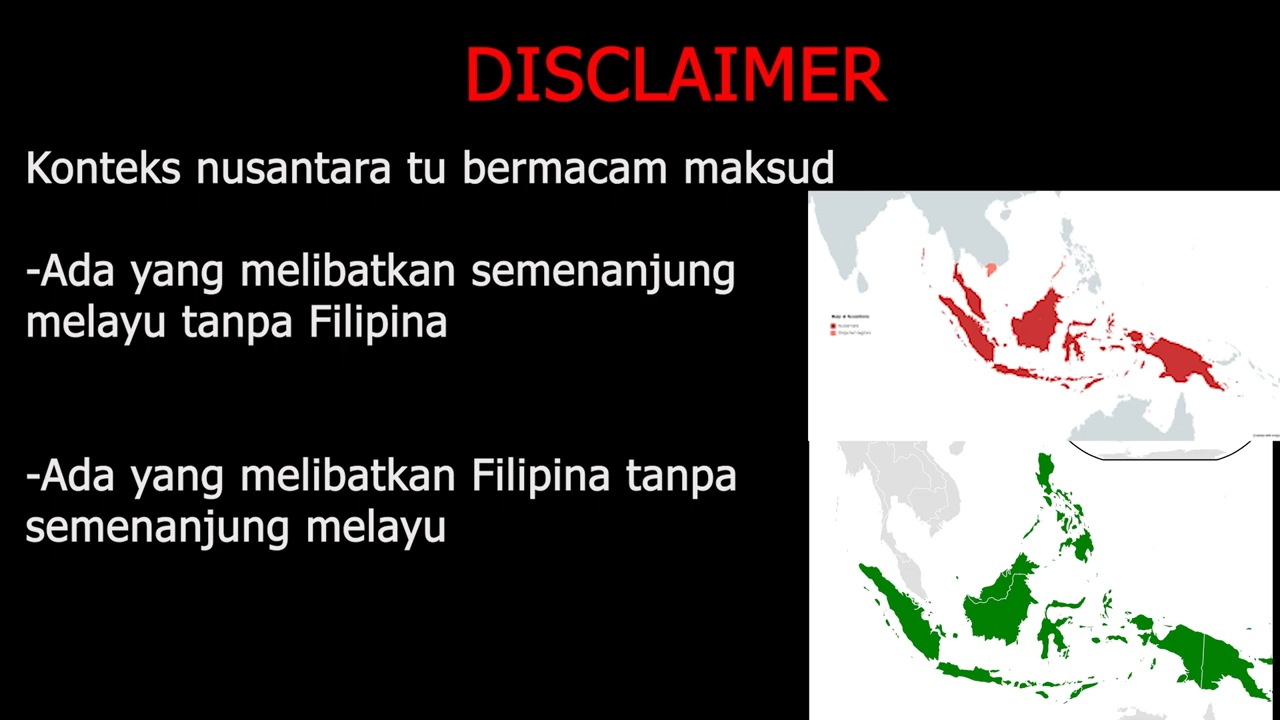 DISCLAIMER
Konteks nusantara tu bermacam maksud
-Ada yang melibatkan semenanjung
melayu tanpa Filipina
-Ada yang melibatkan Filipina tanpa
semenanjung melayu
Nusantara